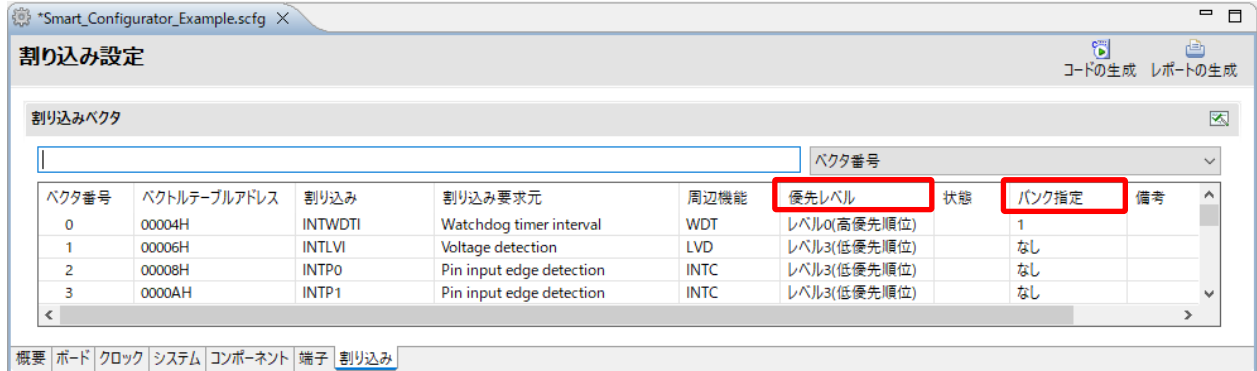 *Smart_Configurator_Example.scfg
割り込み設定
コードの生成 レポートの生成
割り込みベクタ
ベクタ番号
ベクタ番号 ベクトルテーブルアドレス 割り込み 割り込み要求元 周辺機能 優先レベル 状態 バンク指定 備考
0 00004H INTWDTI Watchdog timer interval WDT レベル0(高優先順位) 1
1 00006H INTLVI Voltage detection LVD レベル3(低優先順位) なし
2 00008H INTP0 Pin input edge detection INTC レベル3(低優先順位) なし
3 0000AH INTP1 Pin input edge detection INTC レベル3(低優先順位) なし
概要 ボード クロック システム コンポーネント 端子 割り込み